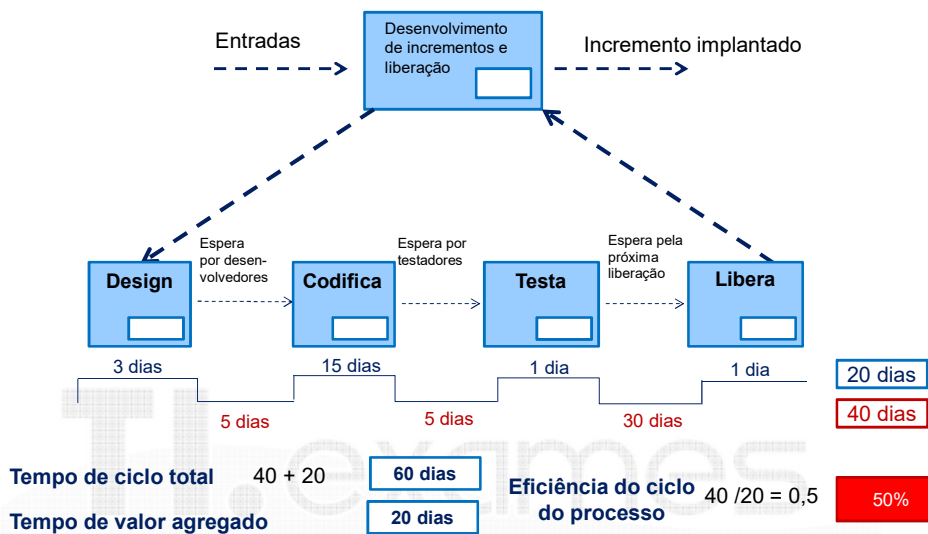 Entradas
Desenvolvimento
de incrementos e
liberação
Incremento implantado
Espera
por desen-
volvedores
Espera por
testadores
Espera pela
próxima
liberação
Design
Codifica
Testa
Libera
3 dias
15 dias
1 dia
1 dia
20 dias
5 dias
5 dias
30 dias
40 dias
TI.exames
Tempo de ciclo total
40 + 20
60 dias
Eficiência do ciclo
do processo
40 /20 = 0,5
50%
Tempo de valor agregado
20 dias